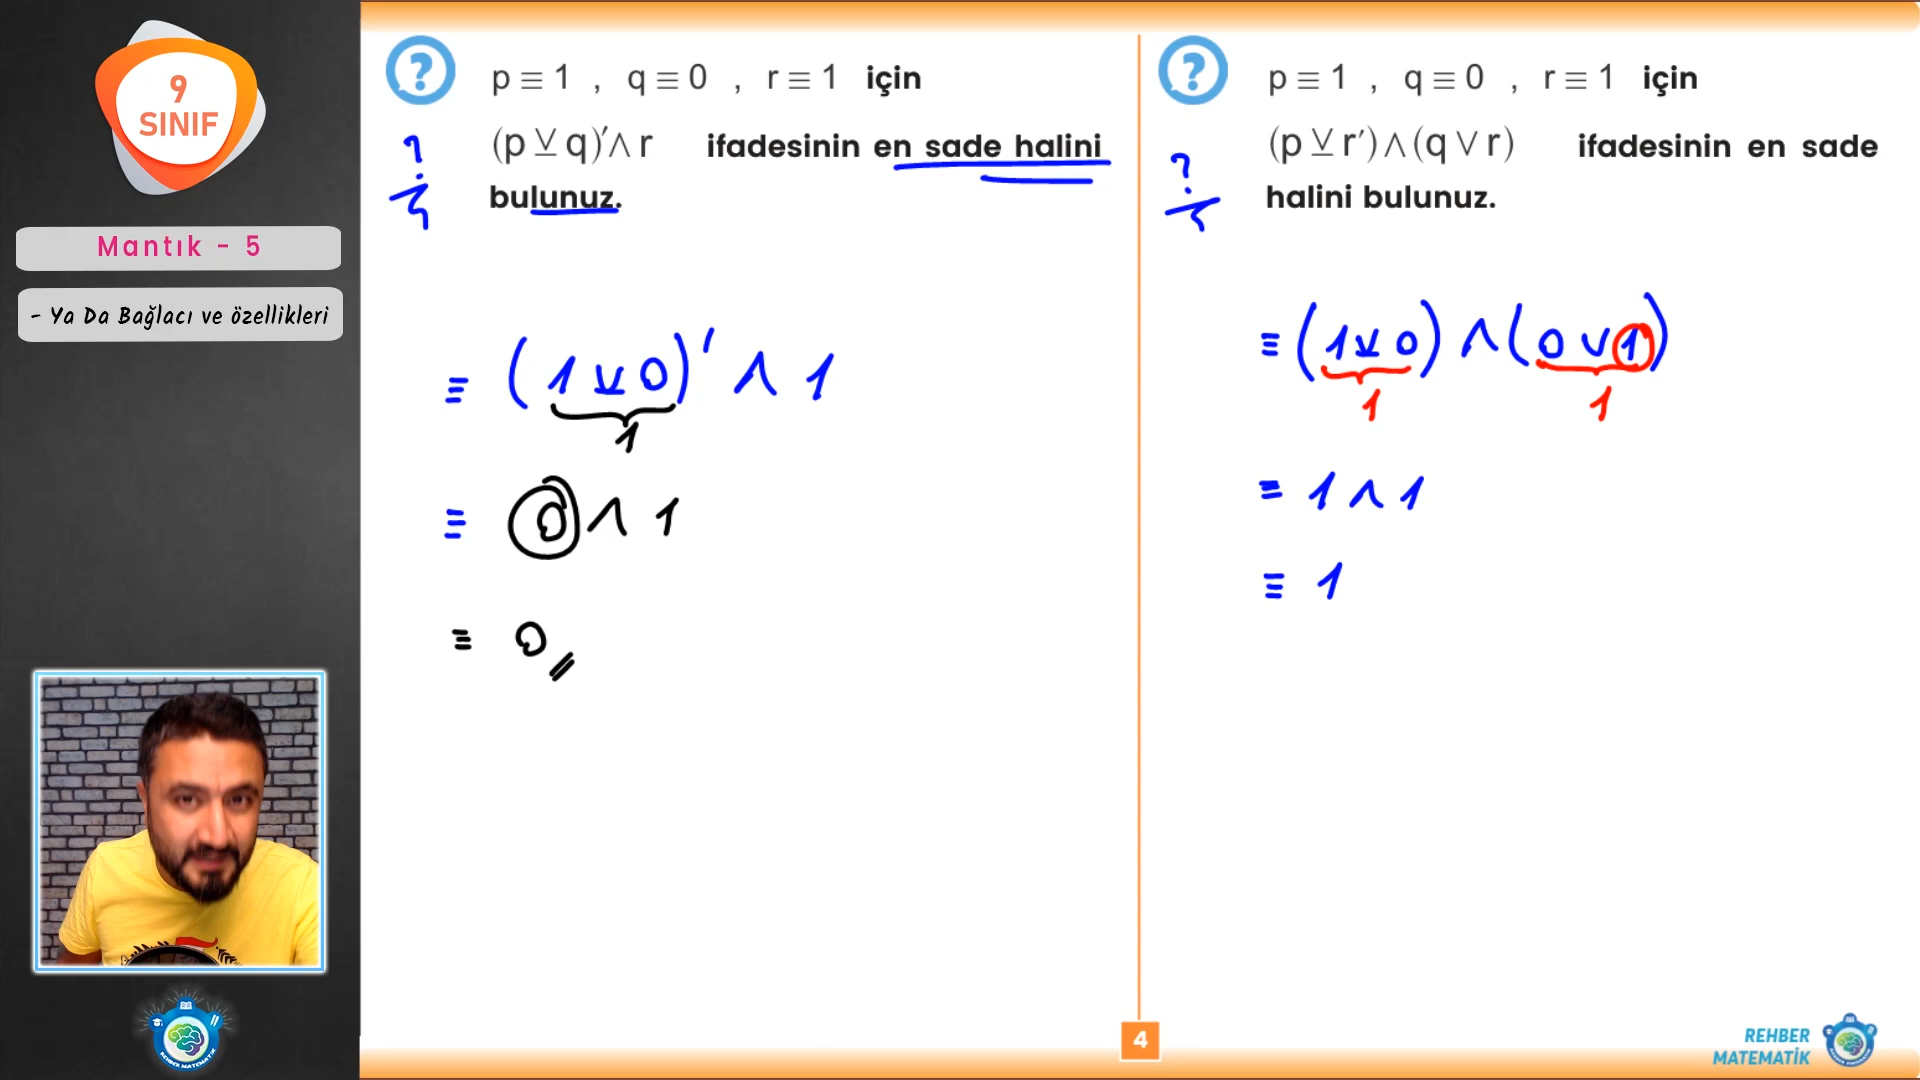 9
SINIF
Mantık - 5
- Ya Da Bağlacı ve özellikleri
REHBER MATEMATİK
p ≡ 1 , q ≡ 0 , r ≡ 1 için
(p ⊻ q)′ ∧ r ifadesinin en sade halini
bulunuz.
≡ (1 ⊻ 0)′ ∧ 1
1
≡ 0 ∧ 1
≡ 0
p ≡ 1 , q ≡ 0 , r ≡ 1 için
(p ⊻ r′) ∧ (q ∨ r) ifadesinin en sade
halini bulunuz.
≡ (1 ⊻ 0) ∧ (0 ∨ 1)
1 1
≡ 1 ∧ 1
≡ 1
4
REHBER
MATEMATİK